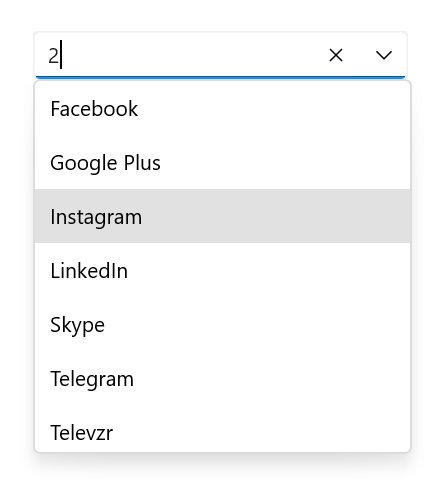 2
Facebook
Google Plus
Instagram
LinkedIn
Skype
Telegram
Televzr